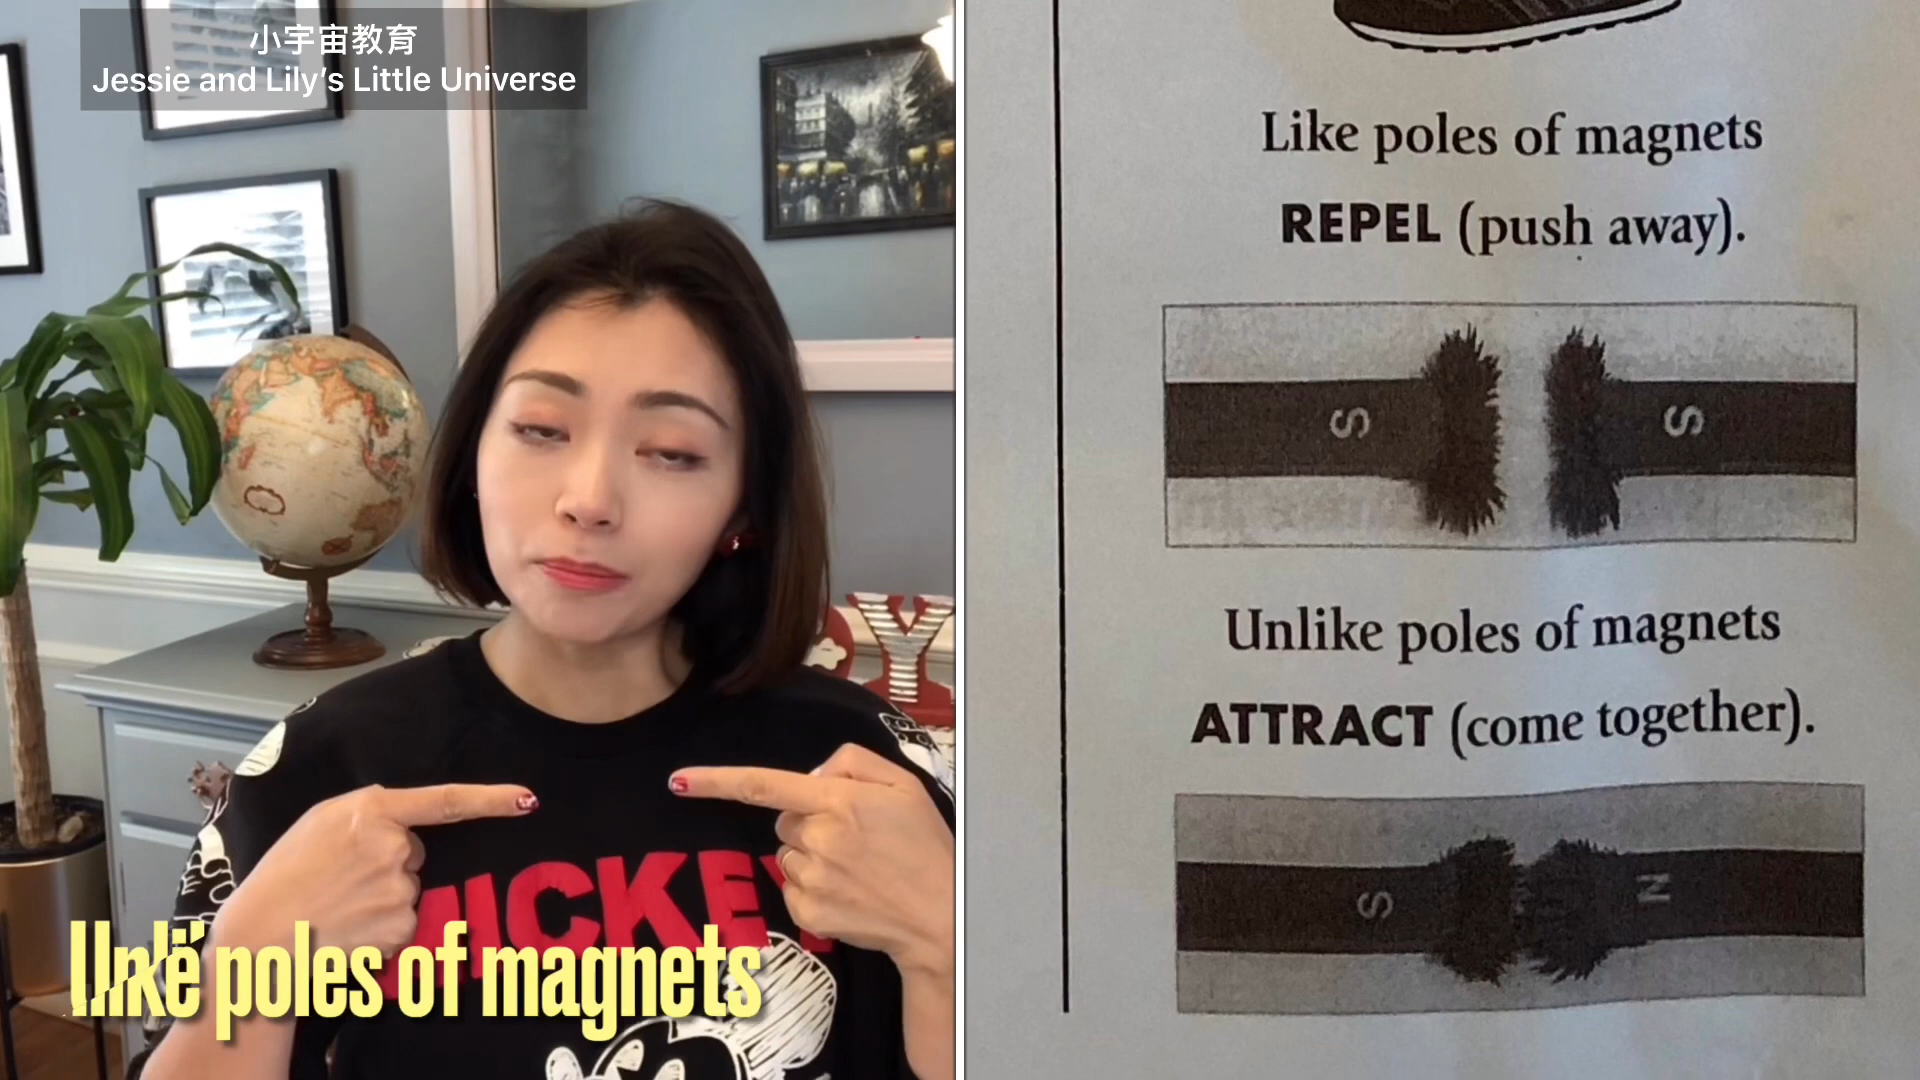 小宇宙教育
Jessie and Lily's Little Universe
MICKEY
Y
poles of magnets
Like poles of magnets
REPEL (push away).
S
S
Unlike poles of magnets
ATTRACT (come together).
S
N